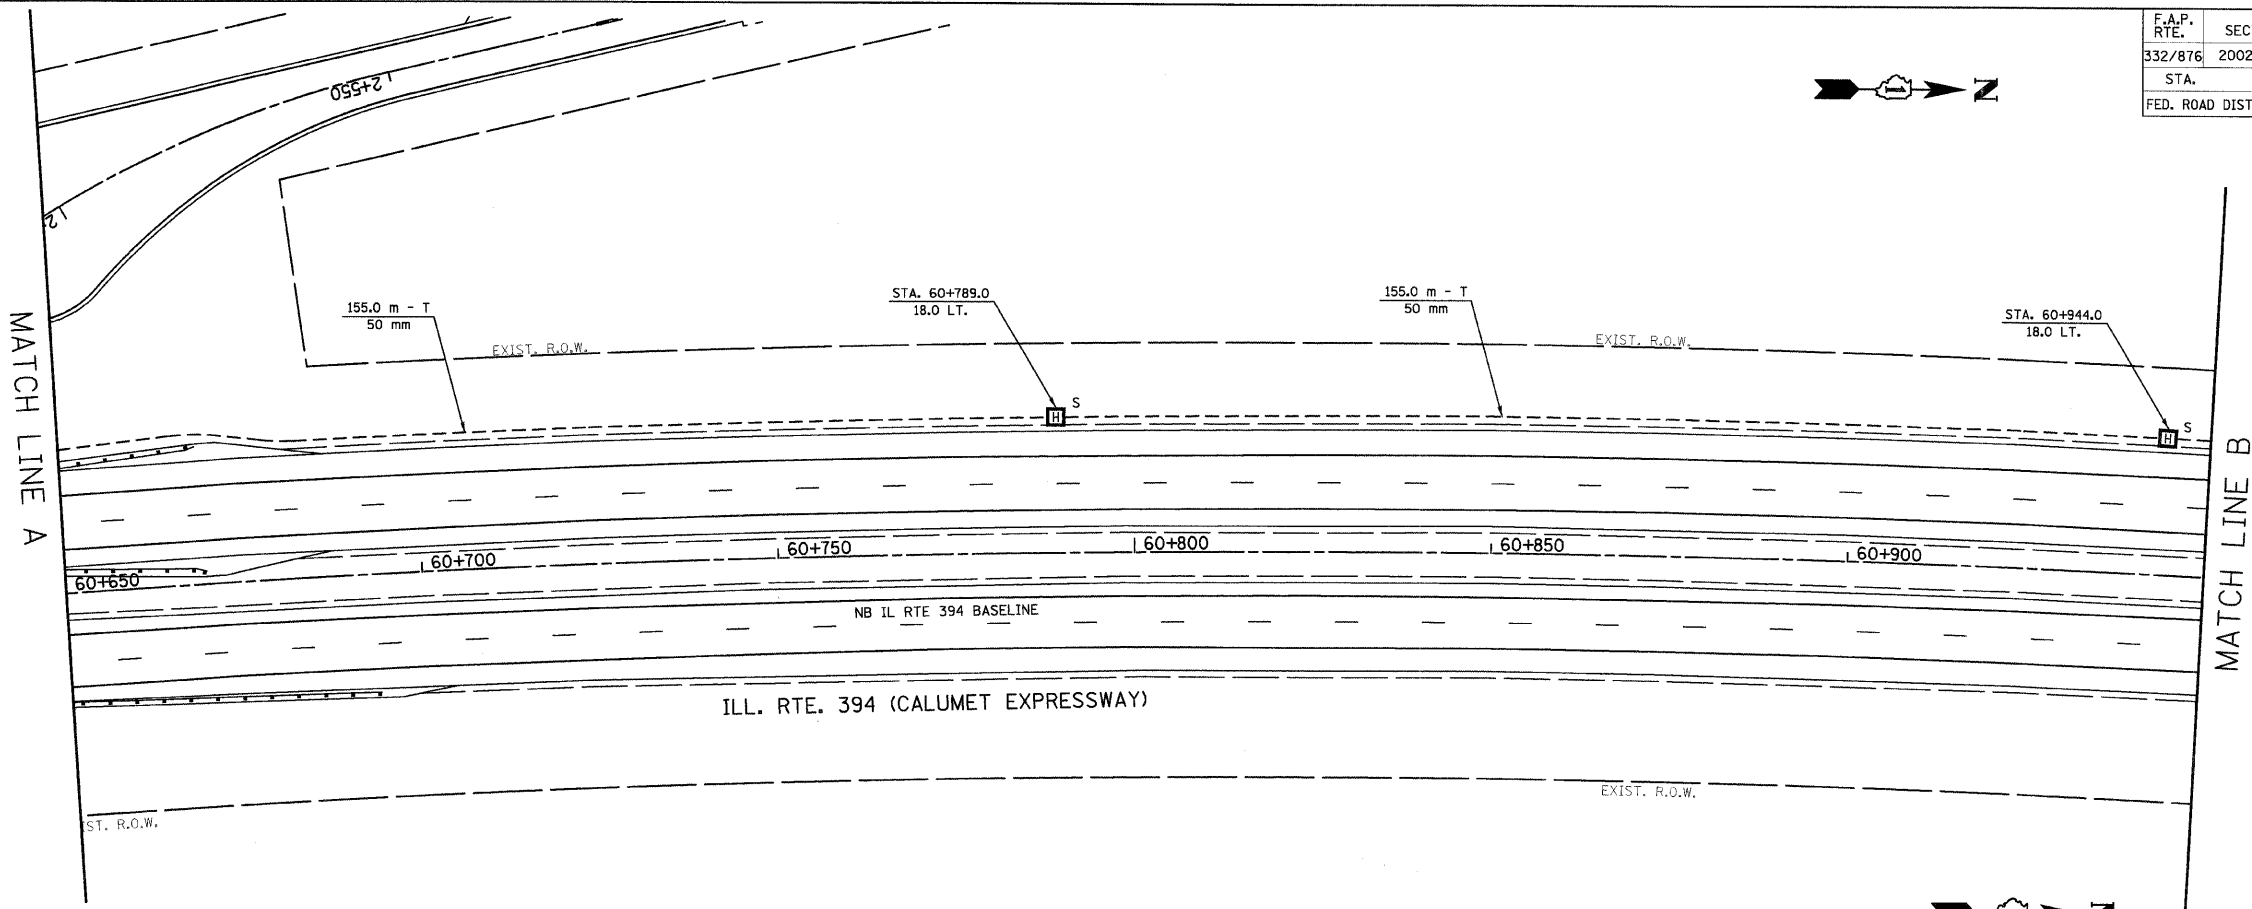 F.A.P.
RTE.
SEC
332/876
2002
STA.
FED. ROAD DIST
N
2+550
2
155.0 m - T
50 mm
STA. 60+789.0
18.0 LT.
155.0 m - T
50 mm
STA. 60+944.0
18.0 LT.
EXIST. R.O.W.
EXIST. R.O.W.
MATCH LINE A
H S
H S
MATCH LINE B
60+650
60+700
60+750
60+800
60+850
60+900
NB IL RTE 394 BASELINE
ILL. RTE. 394 (CALUMET EXPRESSWAY)
EXIST. R.O.W.
ST. R.O.W.